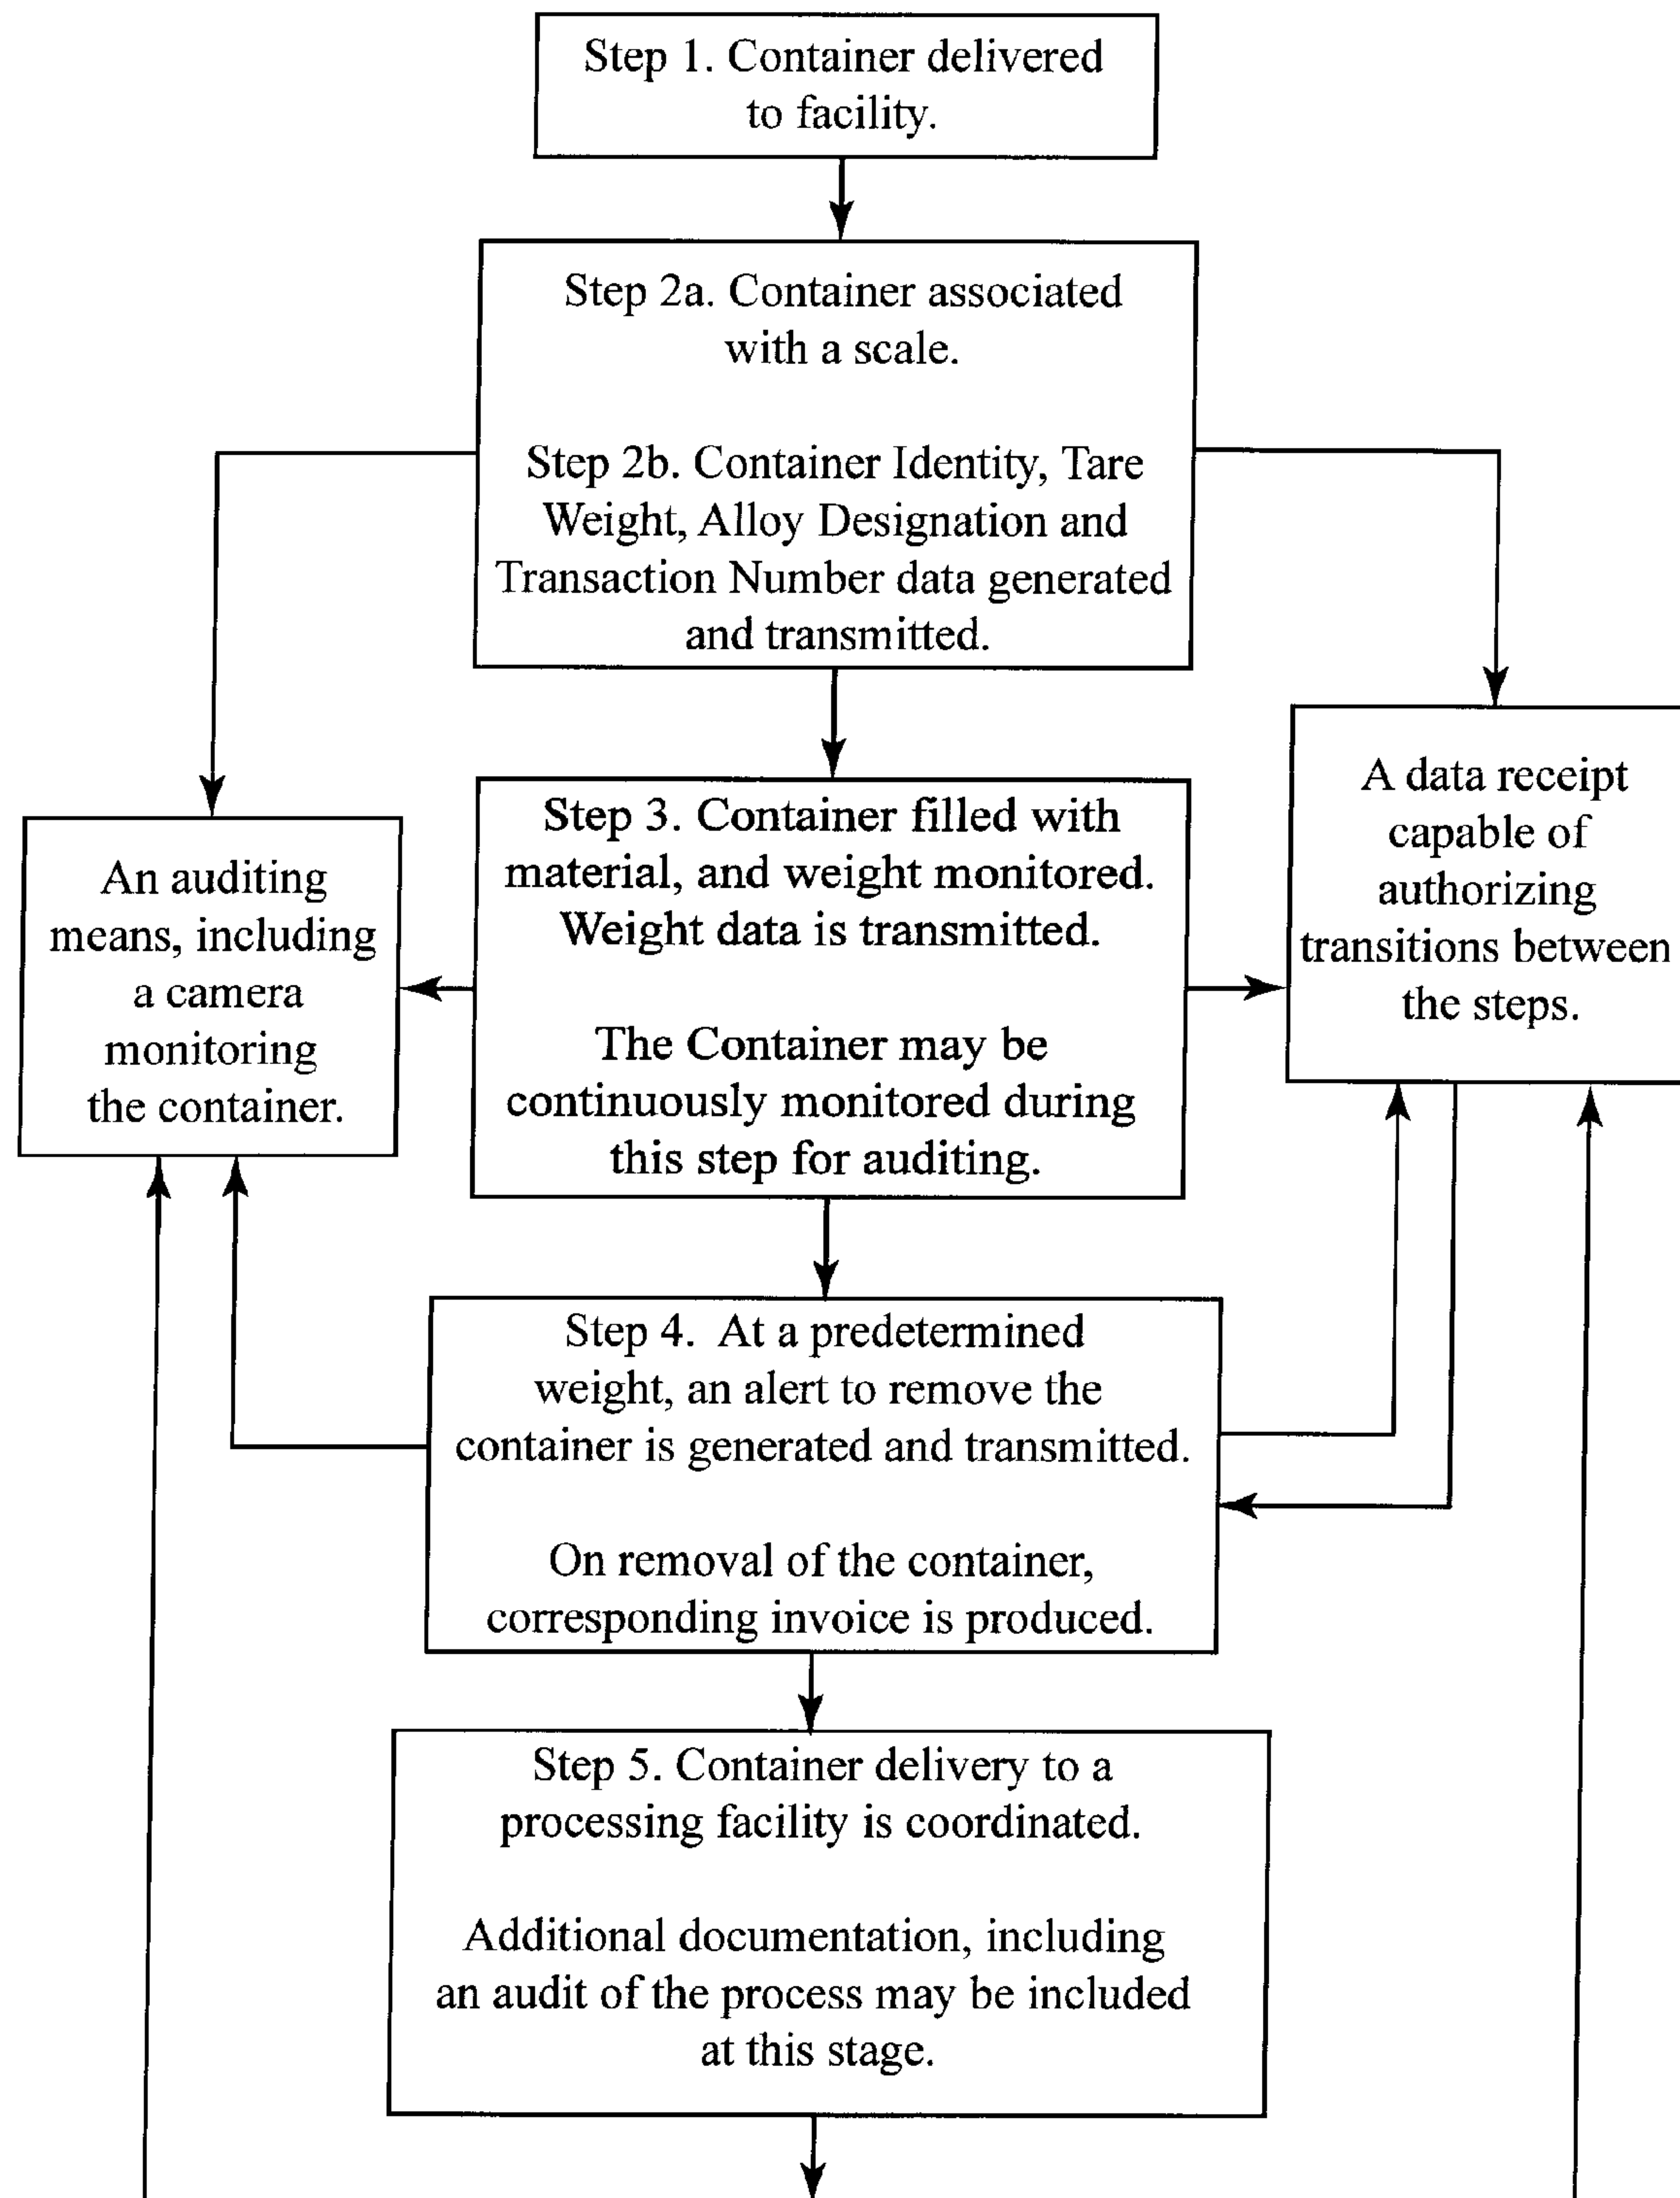 Step 1. Container delivered
to facility.
Step 2a. Container associated
with a scale.
Step 2b. Container Identity, Tare
Weight, Alloy Designation and
Transaction Number data generated
and transmitted.
A data receipt
capable of
authorizing
transitions between
the steps.
Step 3. Container filled with
material, and weight monitored.
Weight data is transmitted.
The Container may be
continuously monitored during
this step for auditing.
An auditing
means, including
a camera
monitoring
the container.
Step 4. At a predetermined
weight, an alert to remove the
container is generated and transmitted.
On removal of the container,
corresponding invoice is produced.
Step 5. Container delivery to a
processing facility is coordinated.
Additional documentation, including
an audit of the process may be included
at this stage.